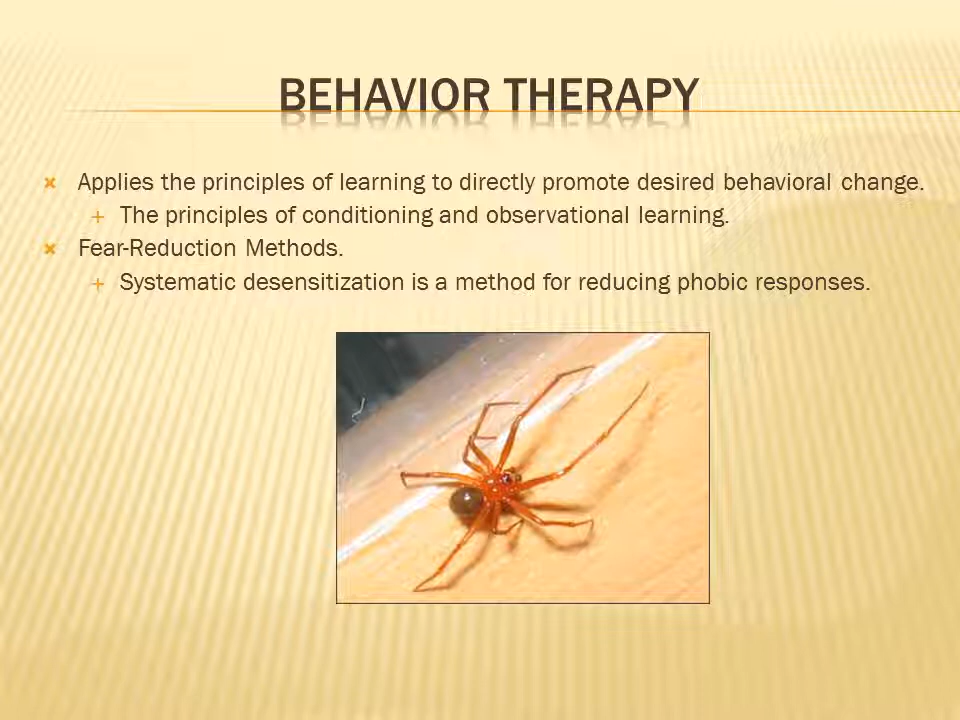 BEHAVIOR THERAPY
Applies the principles of learning to directly promote desired behavioral change.
The principles of conditioning and observational learning.
Fear-Reduction Methods.
Systematic desensitization is a method for reducing phobic responses.